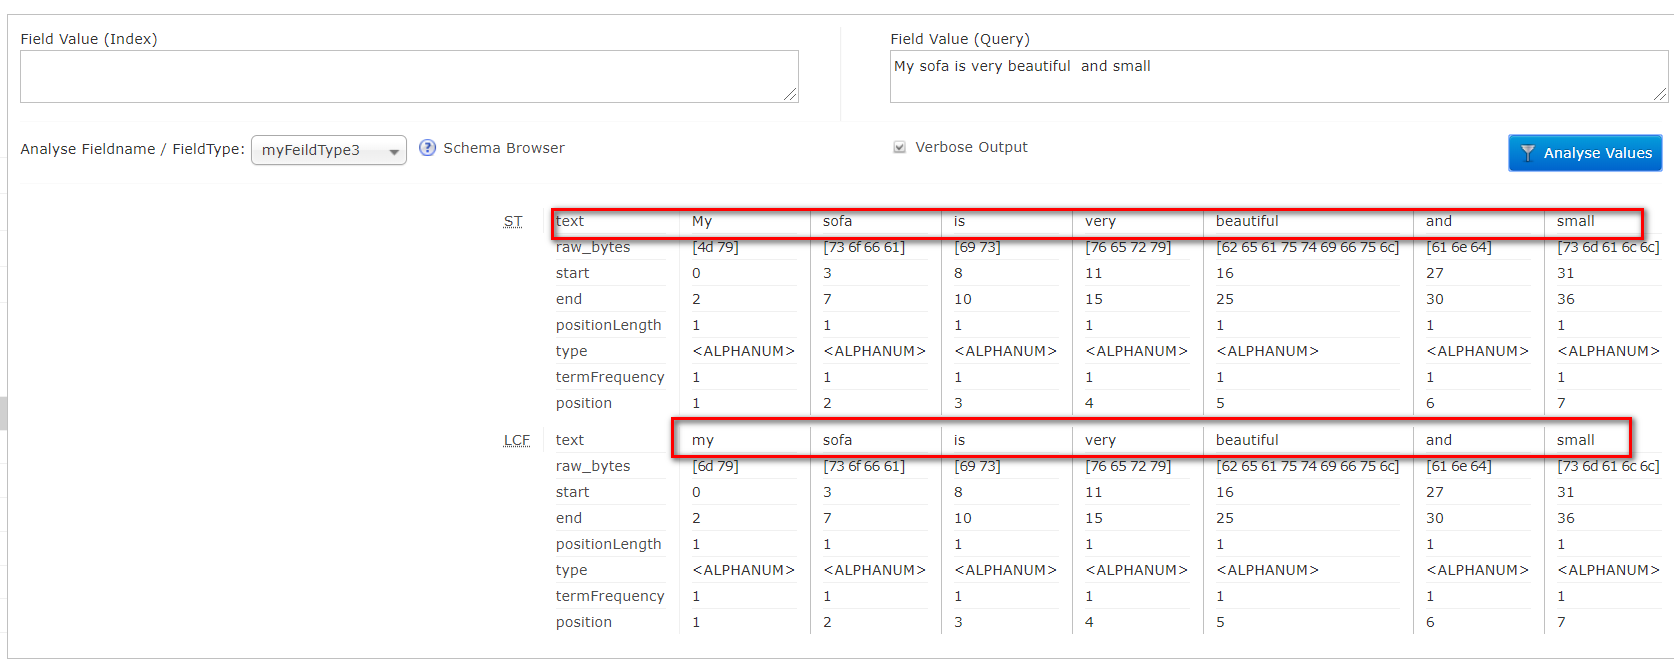 Field Value (Index) Field Value (Query)
My sofa is very beautiful  and small
Analyse Fieldname / FieldType: myFeildType3 ? Schema Browser Verbose Output Analyse Values
ST text My sofa is very beautiful and small
raw_bytes [4d 79] [73 6f 66 61] [69 73] [76 65 72 79] [62 65 61 75 74 69 66 75 6c] [61 6e 64] [73 6d 61 6c 6c]
start 0 3 8 11 16 27 31
end 2 7 10 15 25 30 36
positionLength 1 1 1 1 1 1 1
type <ALPHANUM> <ALPHANUM> <ALPHANUM> <ALPHANUM> <ALPHANUM> <ALPHANUM> <ALPHANUM>
termFrequency 1 1 1 1 1 1 1
position 1 2 3 4 5 6 7
LCF text my sofa is very beautiful and small
raw_bytes [6d 79] [73 6f 66 61] [69 73] [76 65 72 79] [62 65 61 75 74 69 66 75 6c] [61 6e 64] [73 6d 61 6c 6c]
start 0 3 8 11 16 27 31
end 2 7 10 15 25 30 36
positionLength 1 1 1 1 1 1 1
type <ALPHANUM> <ALPHANUM> <ALPHANUM> <ALPHANUM> <ALPHANUM> <ALPHANUM> <ALPHANUM>
termFrequency 1 1 1 1 1 1 1
position 1 2 3 4 5 6 7